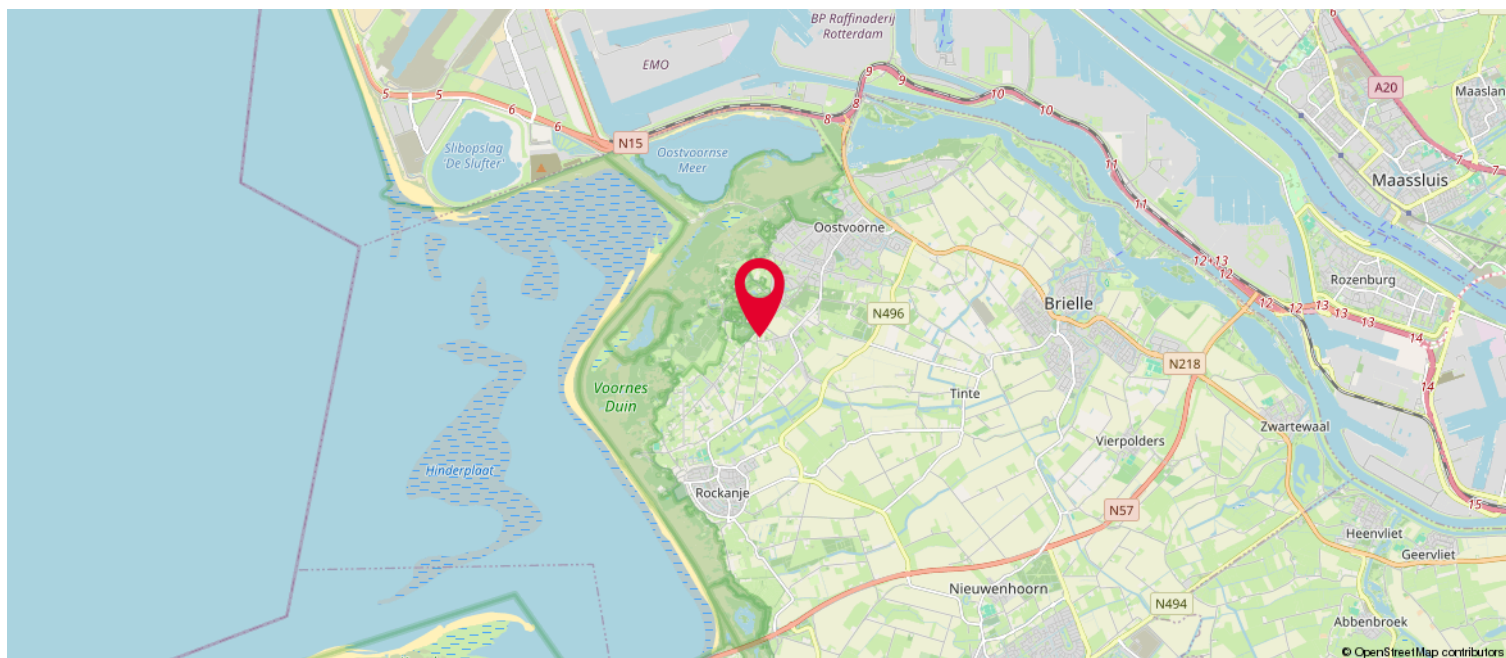 BP Raffinaderij
Rotterdam
6
EMO
9
9
A20
5
5
10
Maaslan
6
10
6
8
8
N15
Slibopslag
'De Slufter'
Oostvoornse
Meer
7
11
7
Maassluis
11
Oostvoorne
12+13
12
Rozenburg
Brielle
12
12
13
13
13
14
N496
N218
Voornes
Duin
14
Tinte
Zwartewaal
Vierpolders
Hinderplaat
Rockanje
N57
15
Heenvliet
Geervliet
Nieuwenhoorn
N494
Abbenbroek
© OpenStreetMap contributors